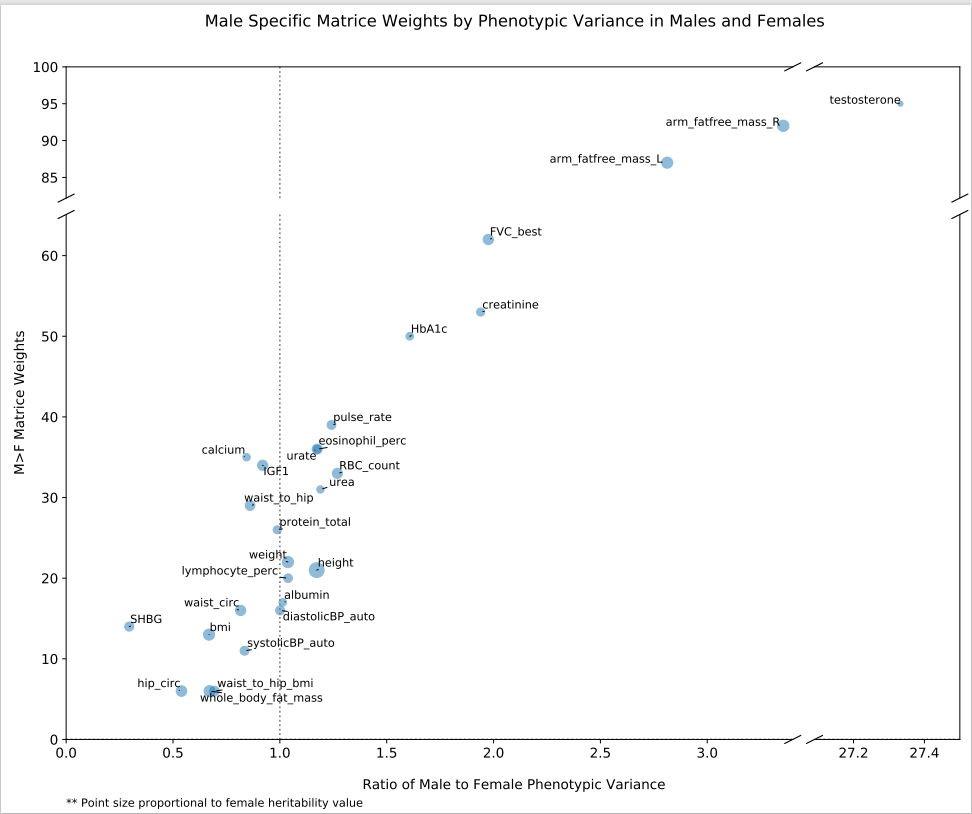 Male Specific Matrice Weights by Phenotypic Variance in Males and Females
100
95
90
85
60
50
40
30
20
10
0
M>F Matrice Weights
testosterone
arm_fatfree_mass_R
arm_fatfree_mass_L
FVC_best
creatinine
HbA1c
pulse_rate
eosinophil_perc
calcium
urate
RBC_count
IGF1
urea
waist_to_hip
protein_total
weight
height
lymphocyte_perc
albumin
waist_circ
diastolicBP_auto
SHBG
bmi
systolicBP_auto
hip_circ
waist_to_hip_bmi
whole_body_fat_mass
0.0 0.5 1.0 1.5 2.0 2.5 3.0 27.2 27.4
Ratio of Male to Female Phenotypic Variance
** Point size proportional to female heritability value